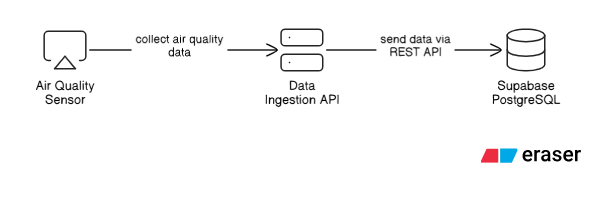 collect air quality
data
send data via
REST API
Air Quality
Sensor
Data
Ingestion API
Supabase
PostgreSQL
eraser